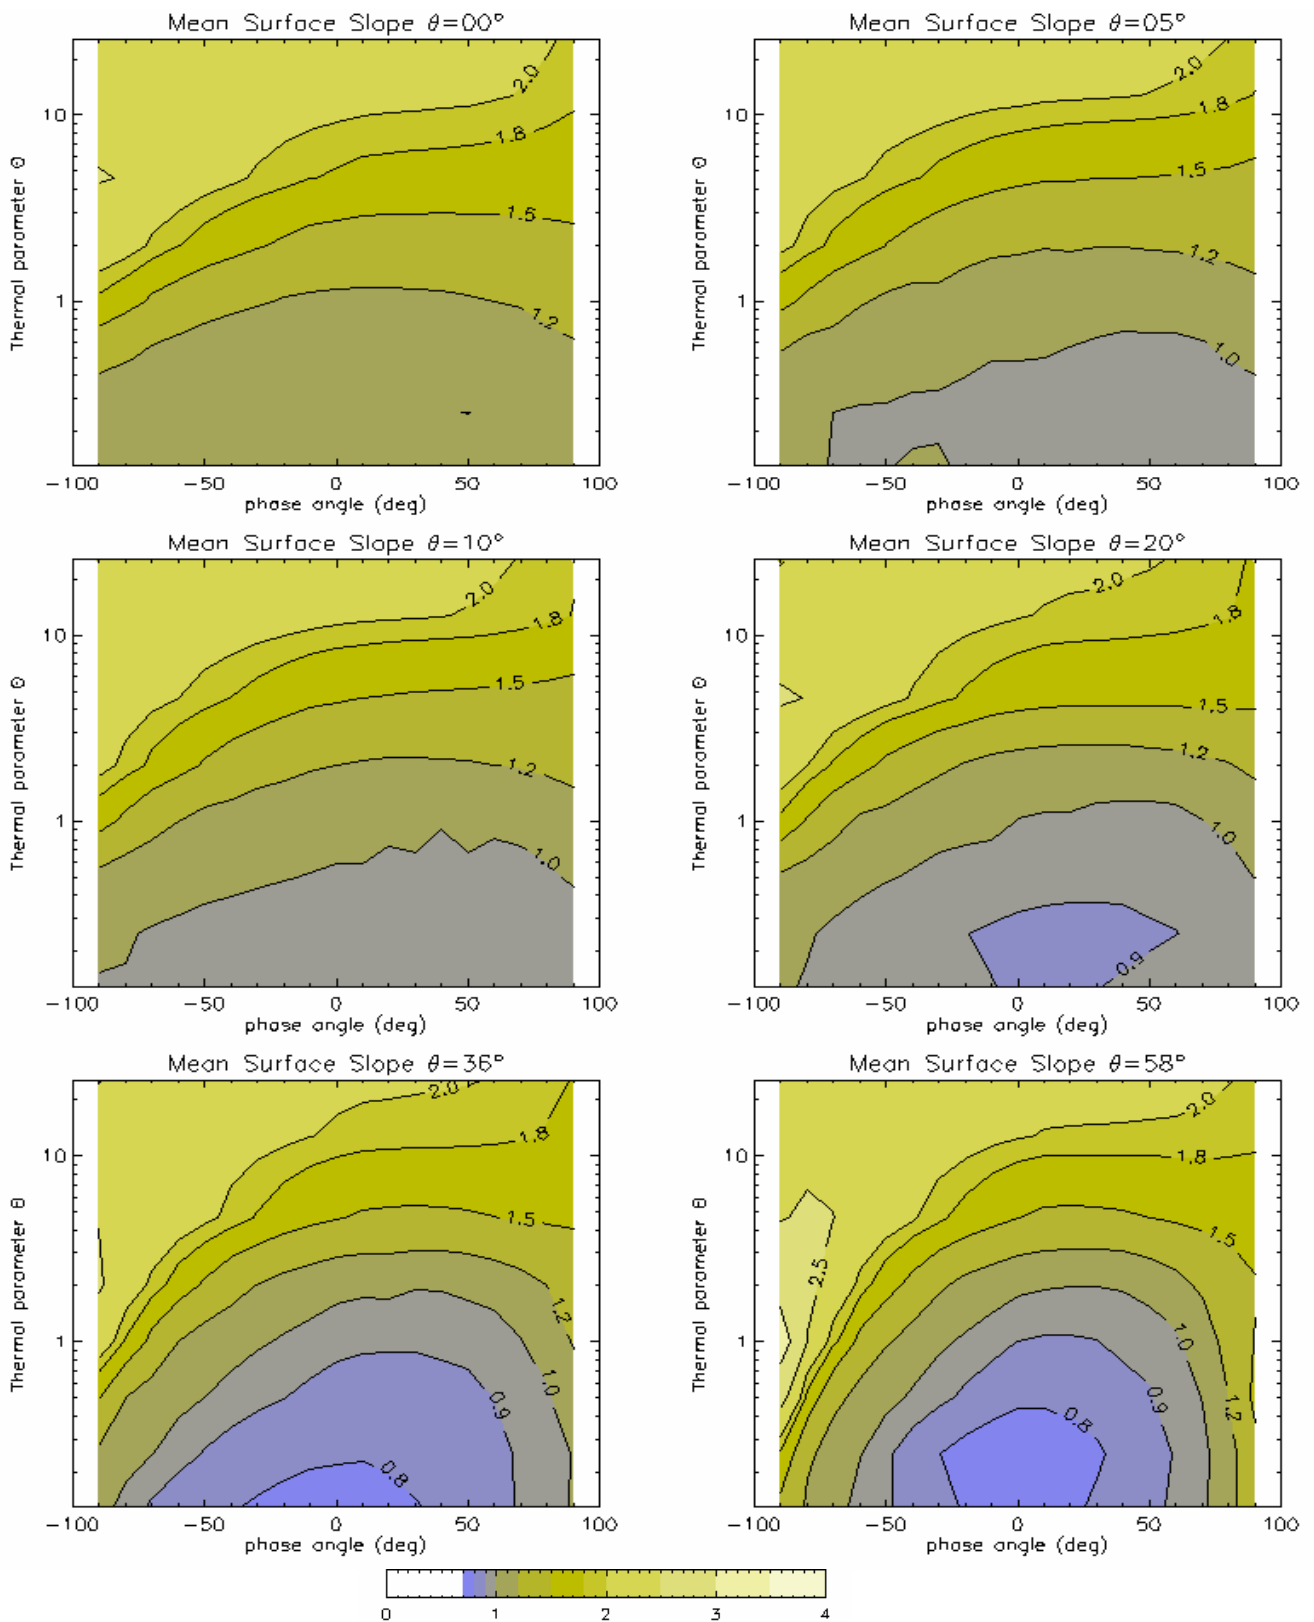 Mean Surface Slope θ=00°
2.0
1.8
1.5
1.2
10
1
Thermal parameter Θ
-100 -50 0 50 100
phase angle (deg)
Mean Surface Slope θ=05°
2.0
1.8
1.5
1.2
1.0
10
1
Thermal parameter Θ
-100 -50 0 50 100
phase angle (deg)
Mean Surface Slope θ=10°
2.0
1.8
1.5
1.2
1.0
10
1
Thermal parameter Θ
-100 -50 0 50 100
phase angle (deg)
Mean Surface Slope θ=20°
2.0
1.8
1.5
1.2
1.0
0.9
10
1
Thermal parameter Θ
-100 -50 0 50 100
phase angle (deg)
Mean Surface Slope θ=36°
2.0
1.8
1.5
1.2
1.0
0.9
0.8
10
1
Thermal parameter Θ
-100 -50 0 50 100
phase angle (deg)
Mean Surface Slope θ=58°
2.0
1.8
1.5
2.5
1.0
0.9
1.2
0.8
10
1
Thermal parameter Θ
-100 -50 0 50 100
phase angle (deg)
0 1 2 3 4